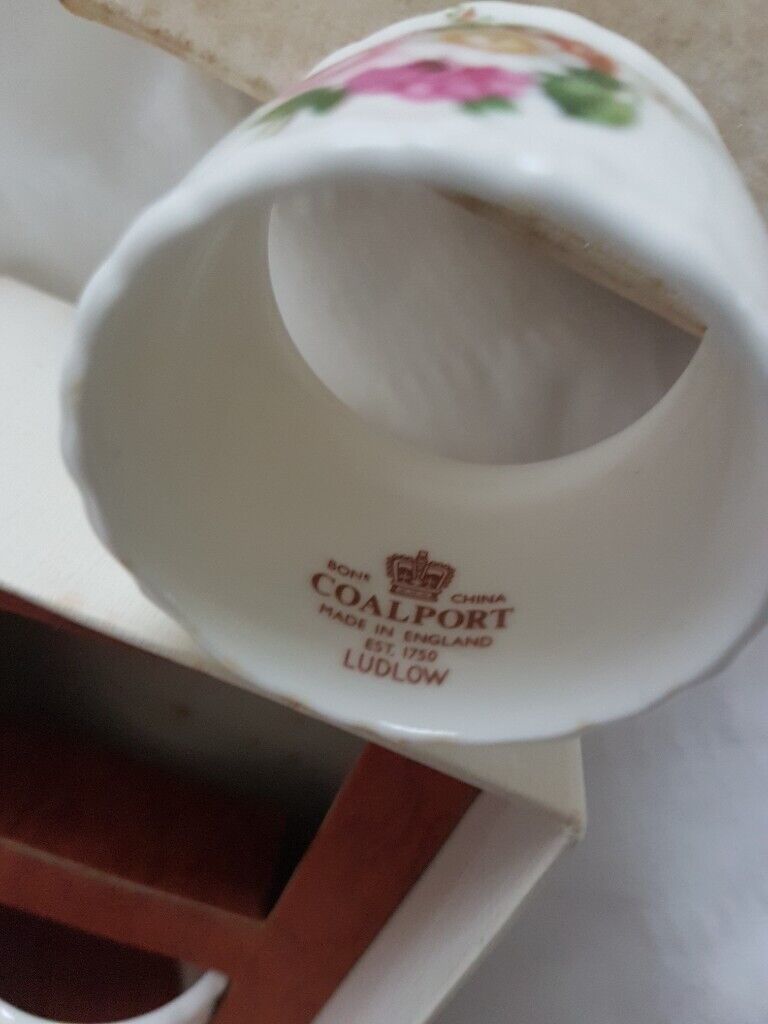 BONE CHINA
COALPORT
MADE IN ENGLAND
EST. 1750
LUDLOW